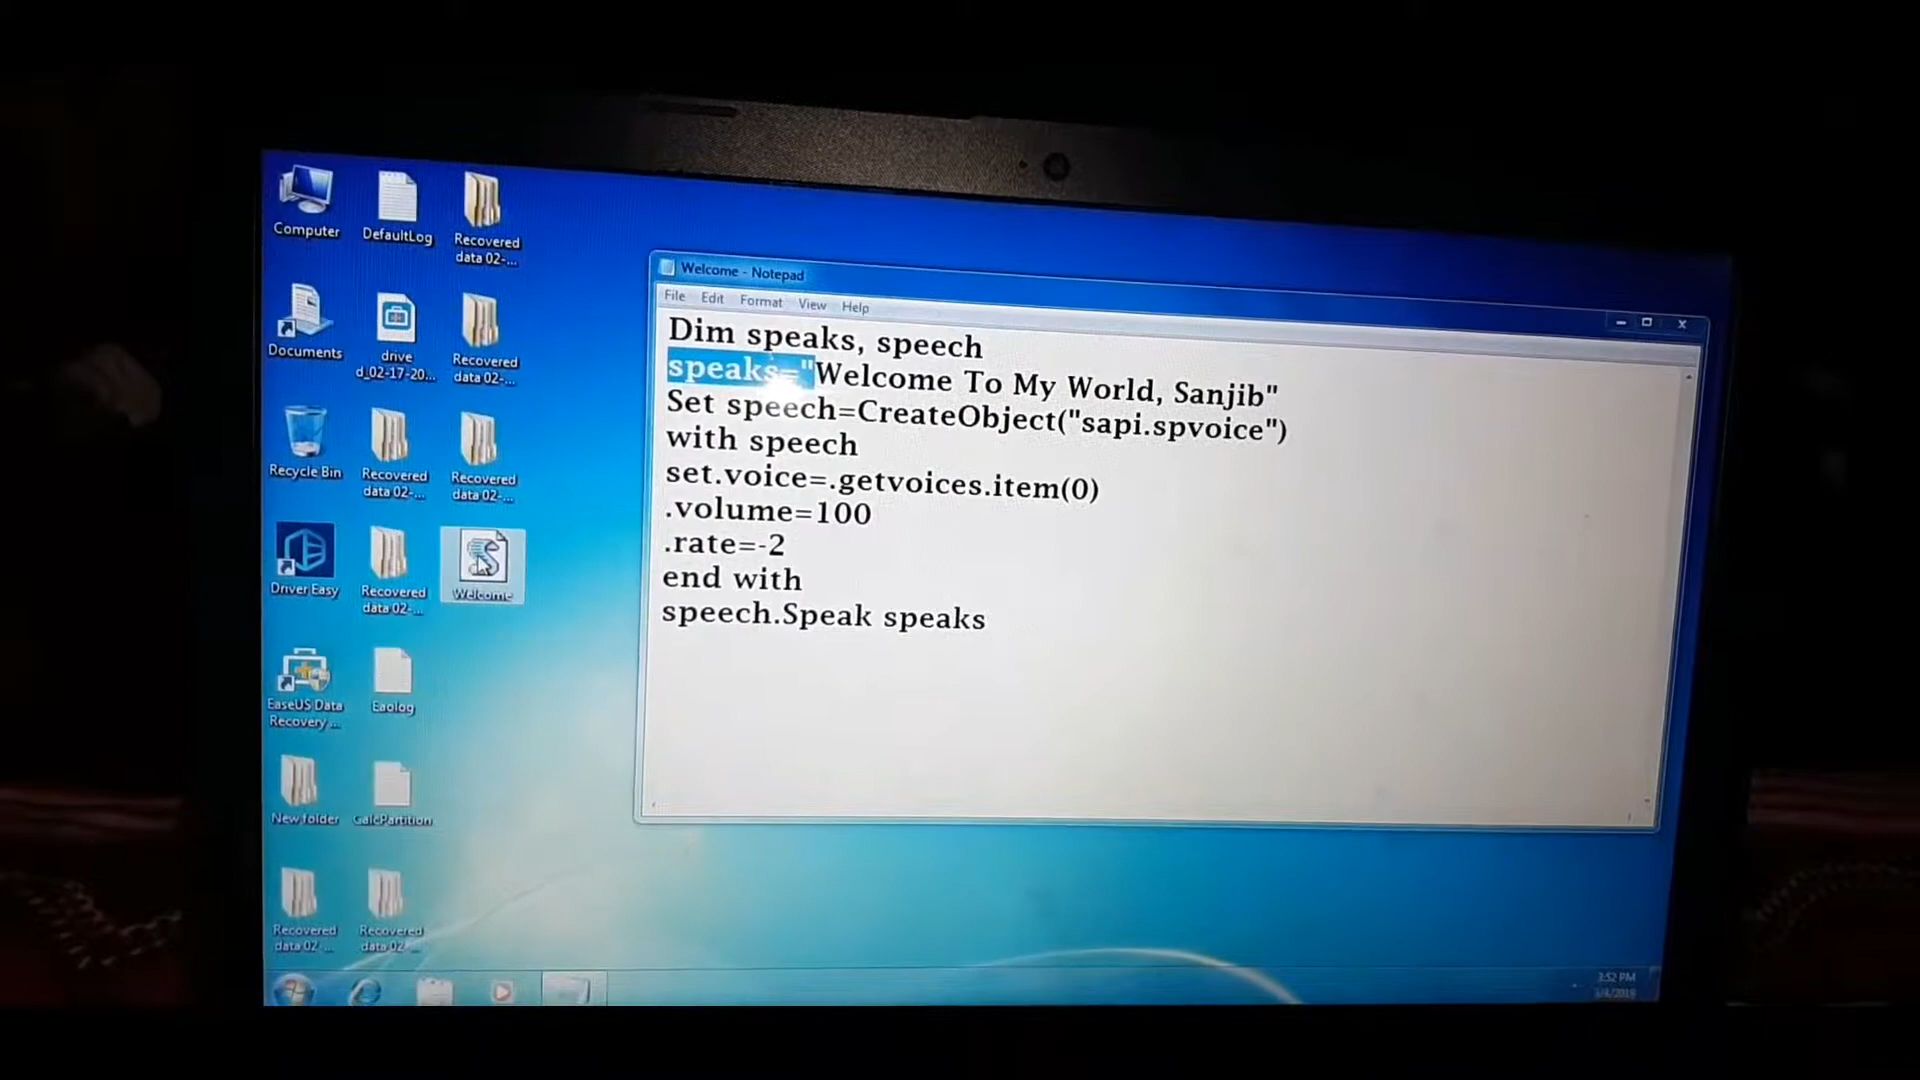 Computer
DefaultLog
Recovered
data 02-...
Documents
drive
d_02-17-20...
Recovered
data 02-...
Recycle Bin
Recovered
data 02-...
Recovered
data 02-...
Driver Easy
Recovered
data 02-...
Welcome
EaseUS Data
Recovery ...
Eaolog
New folder
CalcPartition
Recovered
data 02-...
Recovered
data 02-...
Welcome - Notepad
File Edit Format View Help
Dim speaks, speech
speaks="Welcome To My World, Sanjib"
Set speech=CreateObject("sapi.spvoice")
with speech
set.voice=.getvoices.item(0)
.volume=100
.rate=-2
end with
speech.Speak speaks
3:52 PM